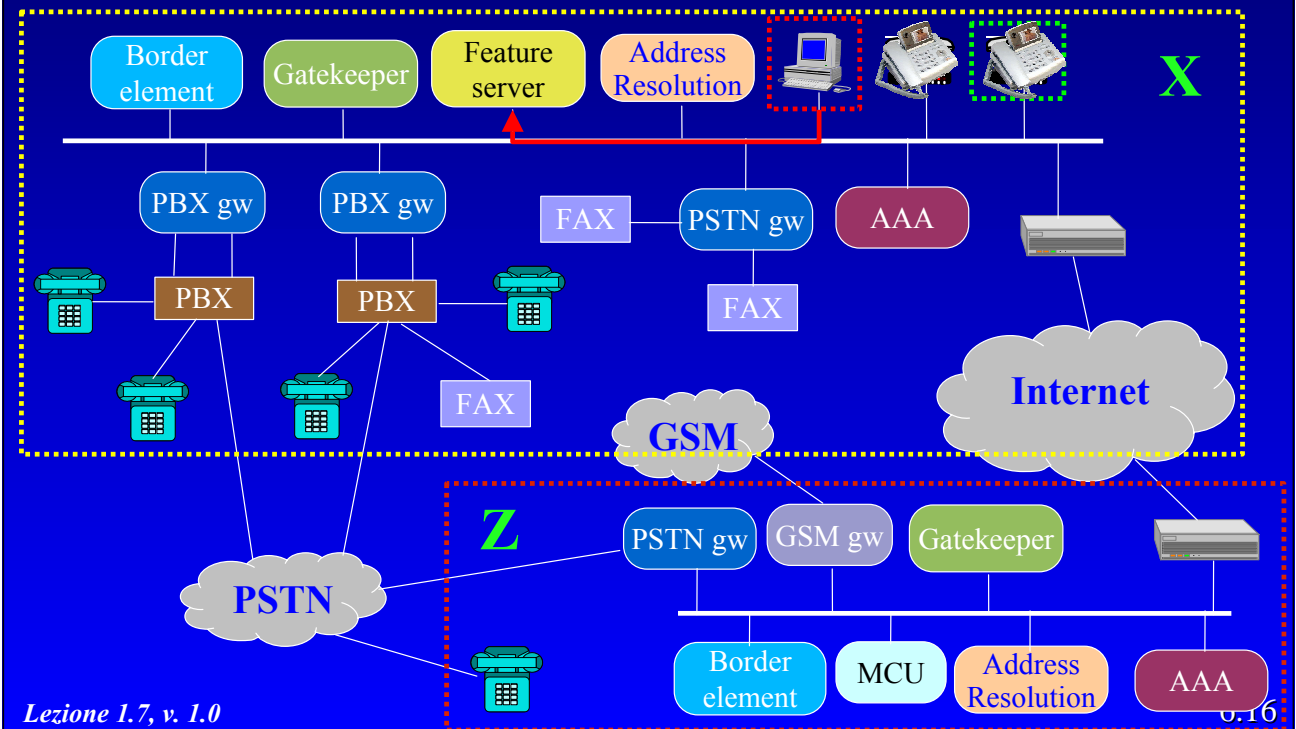 Border
element
Gatekeeper
Feature
server
Address
Resolution
X
PBX gw
PBX gw
FAX
PSTN gw
AAA
PBX
PBX
FAX
FAX
Internet
GSM
Z
PSTN gw
GSM gw
Gatekeeper
PSTN
Border
element
MCU
Address
Resolution
AAA
Lezione 1.7, v. 1.0
6.16